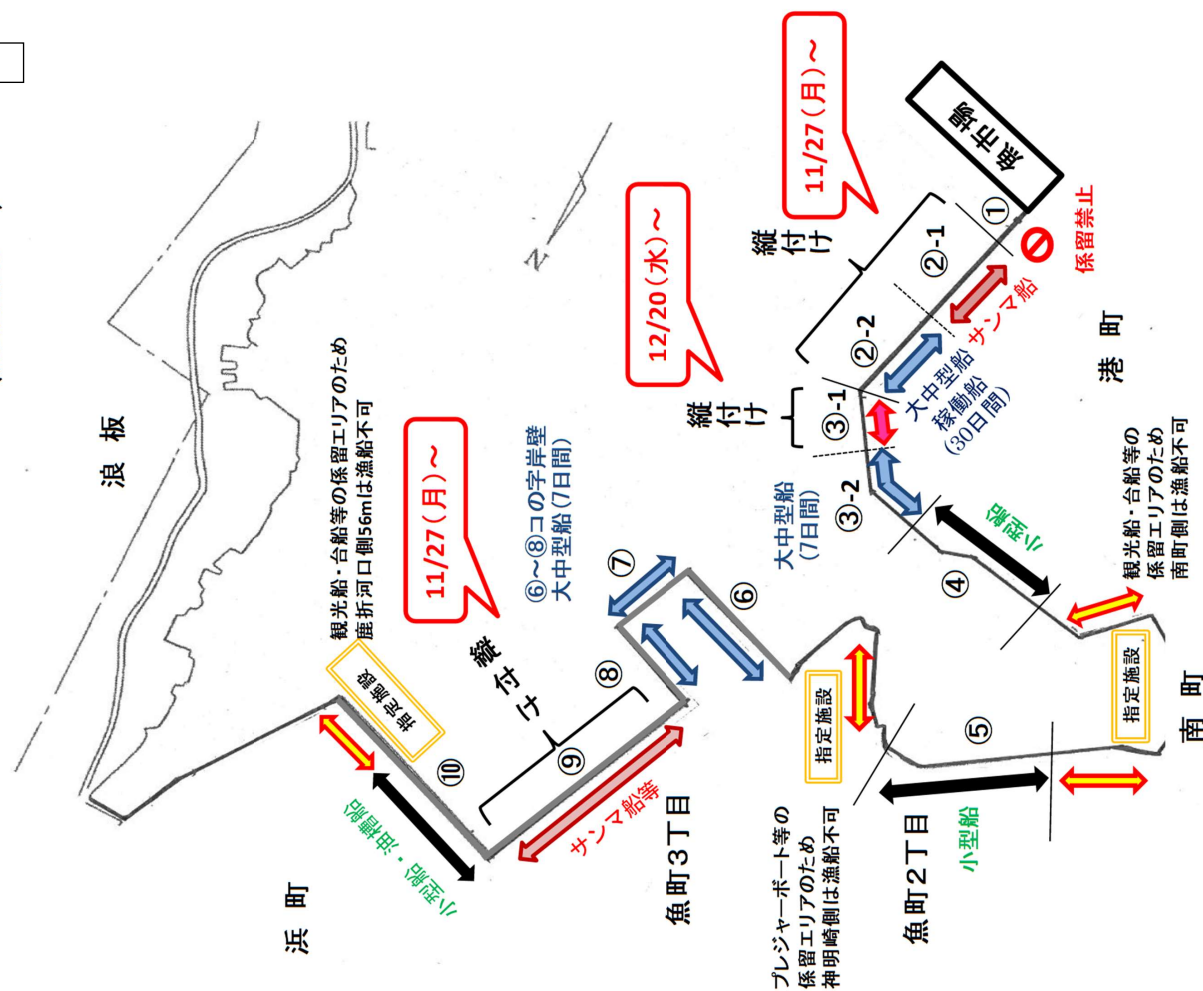 浪 板
観光船・台船等の係留エリアのため
鹿折河口側56mは漁船不可
11/27(月)～
指定施設
縦付け
浜 町
小型船・油槽船
⑩
⑨
サンマ船等
魚町3丁目
⑥～⑧コの字岸壁
大中型船(7日間)
⑧
⑦
⑥
N
12/20(水)～
11/27(月)～
縦付け
縦付け
魚市場
①
係留禁止
②-1
サンマ船
②-2
大中型船
稼働船
(30日間)
③-1
③-2
大中型船
(7日間)
港 町
④
小型船
観光船・台船等の
係留エリアのため
南町側は漁船不可
指定施設
南 町
指定施設
⑤
プレジャーボート等の
係留エリアのため
神明崎側は漁船不可
魚町2丁目
小型船